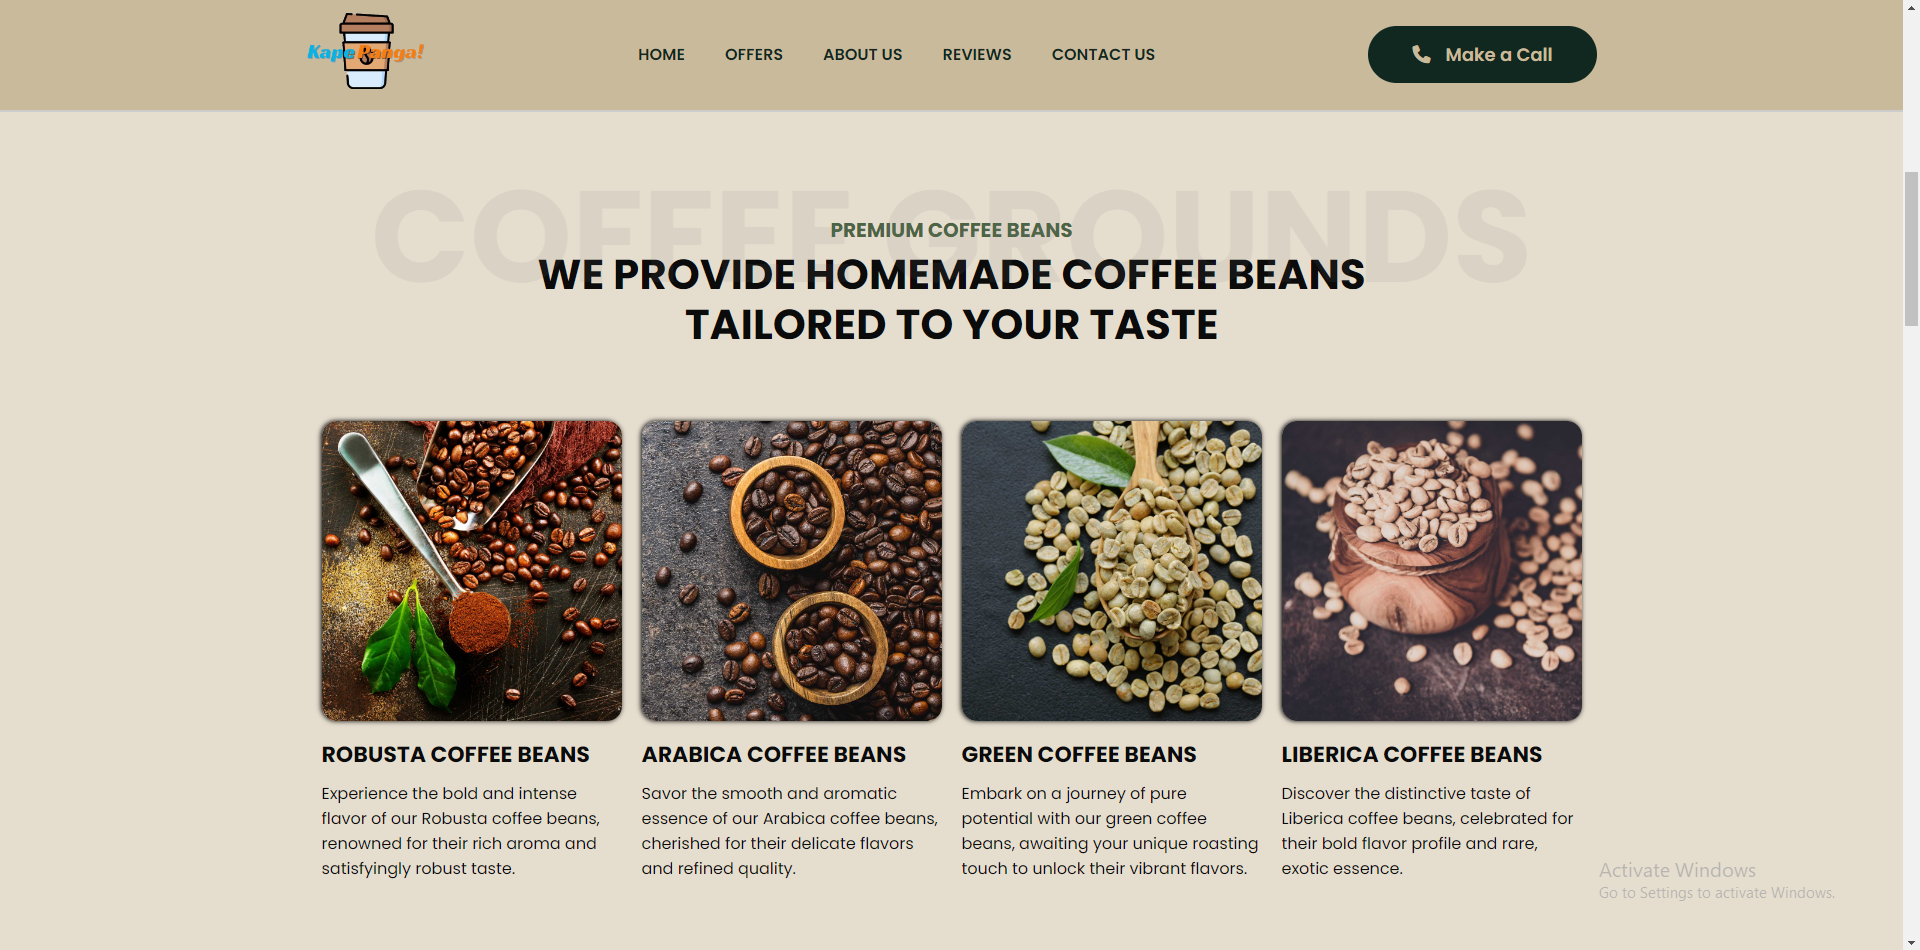 Kape Banga!
HOME OFFERS ABOUT US REVIEWS CONTACT US
Make a Call
COFFEE GROUNDS
PREMIUM COFFEE BEANS
WE PROVIDE HOMEMADE COFFEE BEANS
TAILORED TO YOUR TASTE
ROBUSTA COFFEE BEANS
Experience the bold and intense
flavor of our Robusta coffee beans,
renowned for their rich aroma and
satisfyingly robust taste.
ARABICA COFFEE BEANS
Savor the smooth and aromatic
essence of our Arabica coffee beans,
cherished for their delicate flavors
and refined quality.
GREEN COFFEE BEANS
Embark on a journey of pure
potential with our green coffee
beans, awaiting your unique roasting
touch to unlock their vibrant flavors.
LIBERICA COFFEE BEANS
Discover the distinctive taste of
Liberica coffee beans, celebrated for
their bold flavor profile and rare,
exotic essence.
Activate Windows
Go to Settings to activate Windows.